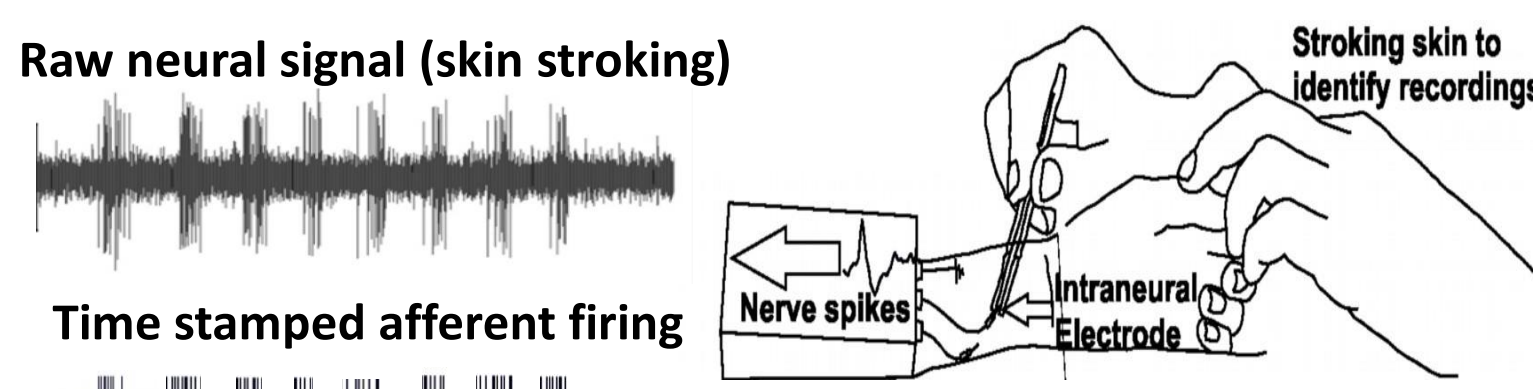 Raw neural signal (skin stroking)
Time stamped afferent firing
Stroking skin to
identify recordings
Nerve spikes
Intraneural
Electrode